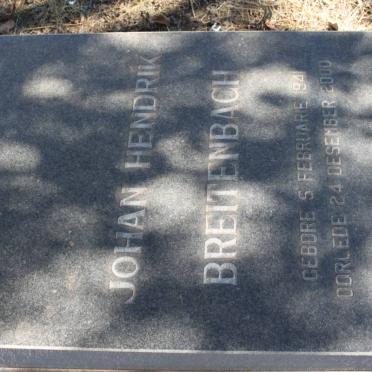 JOHAN HENDRIK
BREITENBACH
GEBORE 5 FEBRUARIE
OORLEDE 24 DESEMBER 2000